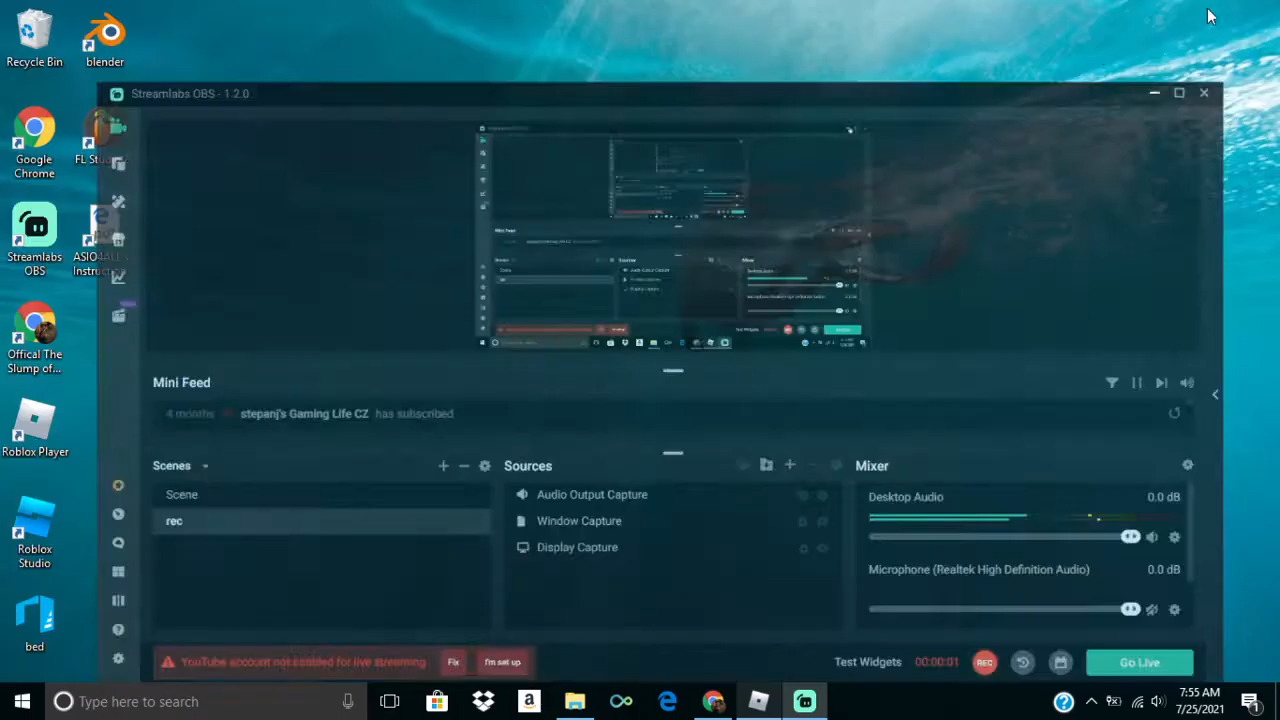 Recycle Bin
blender
Streamlabs OBS - 1.2.0
Google
Chrome
FL Stu
Streamlabs
OBS
ASIO4ALL
Instruc
Offical The
Slump of...
Mini Feed
4 months stepanj's Gaming Life CZ has subscribed
Roblox Player
Scenes
Sources
Mixer
Scene
rec
Audio Output Capture
Window Capture
Display Capture
Desktop Audio 0.0 dB
Microphone (Realtek High Definition Audio) 0.0 dB
Roblox
Studio
bed
YouTube account not enabled for live streaming
Fix
I'm set up
Test Widgets 00:00:01 REC
Go Live
Type here to search
7:55 AM
7/25/2021